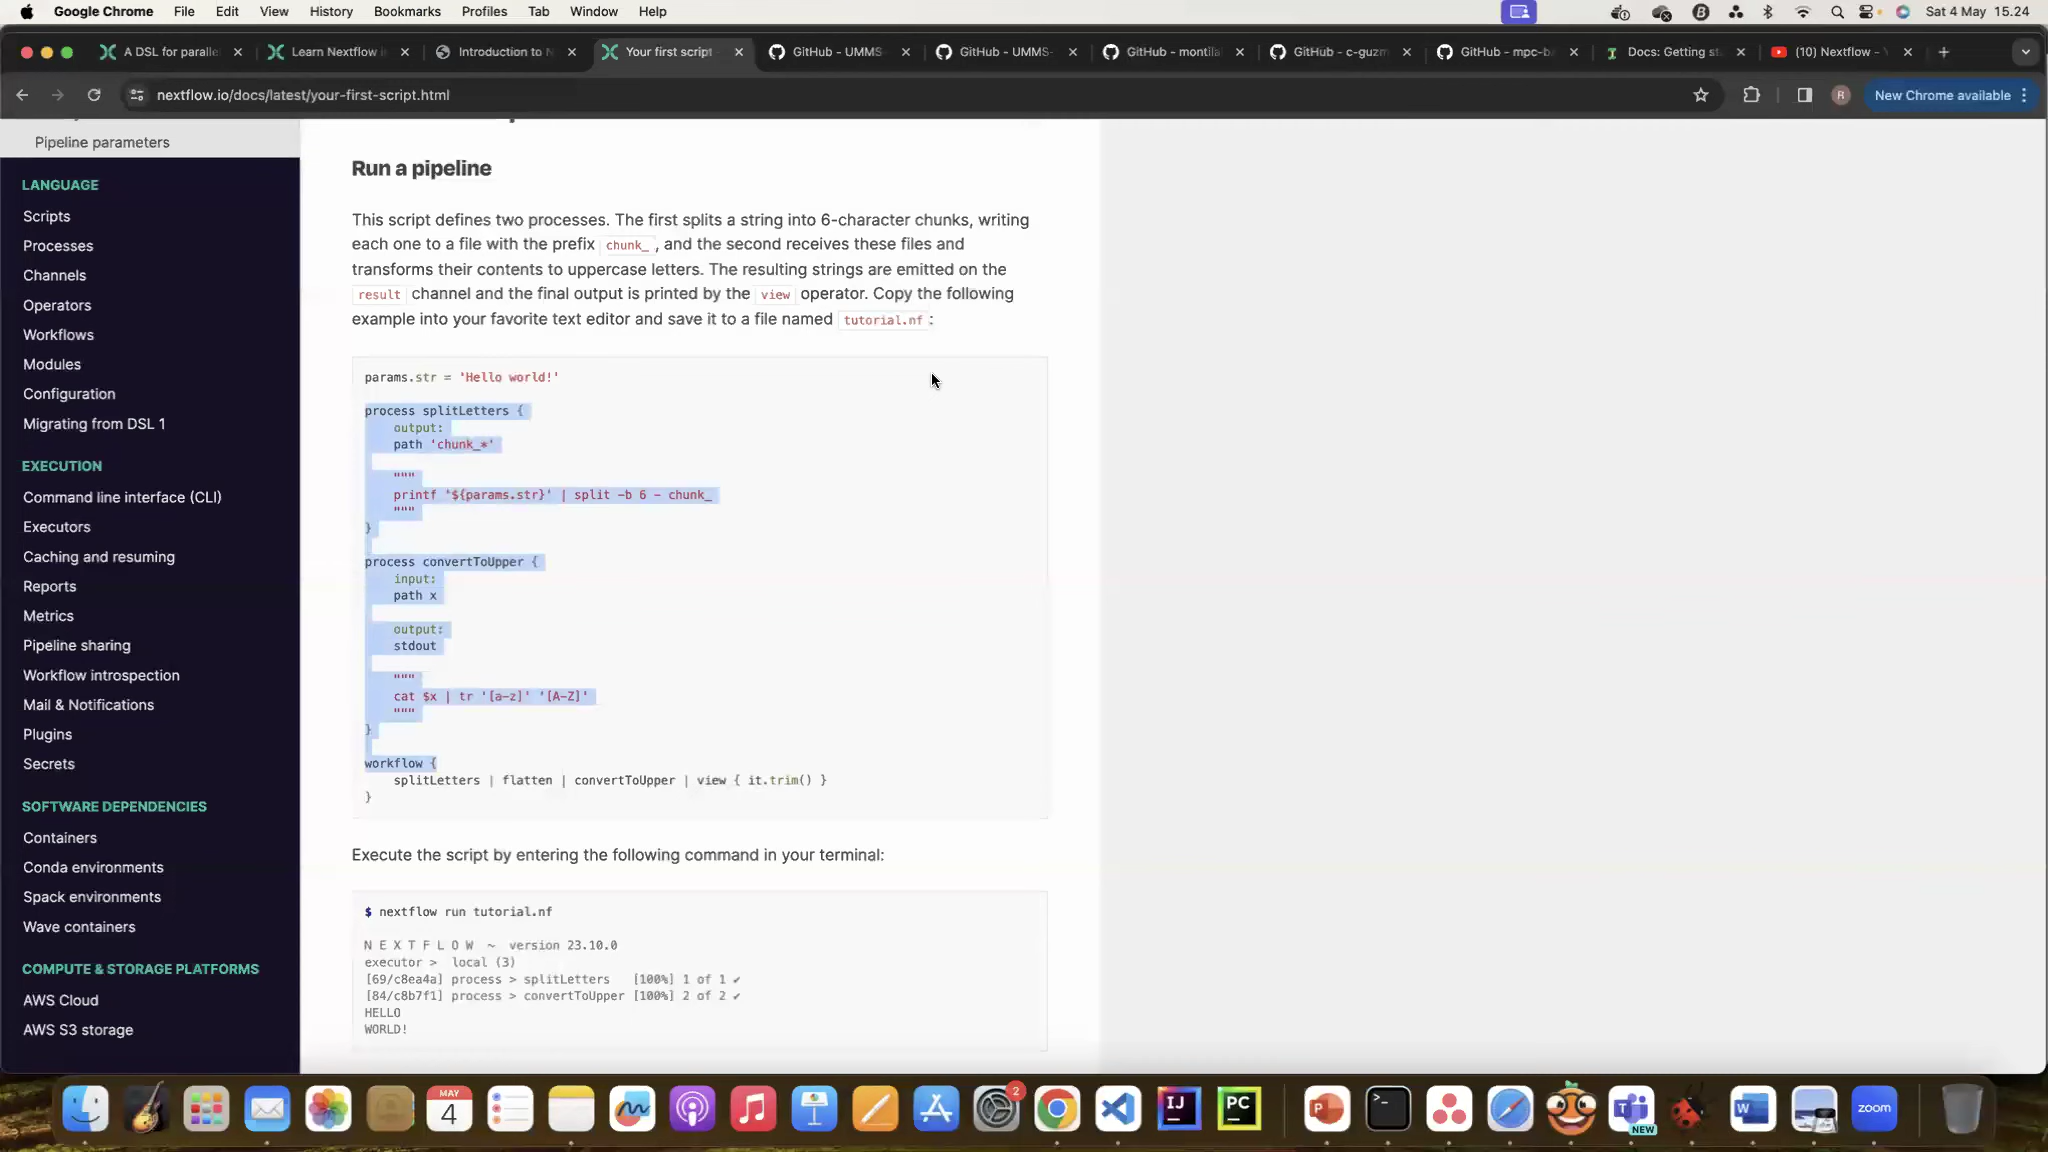 Google Chrome File Edit View History Bookmarks Profiles Tab Window Help Sat 4 May 15.24
A DSL for paralle Learn Nextflow i Introduction to N Your first script GitHub - UMMS- GitHub - UMMS- GitHub - montila GitHub - c-guzm GitHub - mpc-b Docs: Getting st (10) Nextflow -
nextflow.io/docs/latest/your-first-script.html R New Chrome available
Pipeline parameters
LANGUAGE
Scripts
Processes
Channels
Operators
Workflows
Modules
Configuration
Migrating from DSL 1
EXECUTION
Command line interface (CLI)
Executors
Caching and resuming
Reports
Metrics
Pipeline sharing
Workflow introspection
Mail & Notifications
Plugins
Secrets
SOFTWARE DEPENDENCIES
Containers
Conda environments
Spack environments
Wave containers
COMPUTE & STORAGE PLATFORMS
AWS Cloud
AWS S3 storage
Run a pipeline
This script defines two processes. The first splits a string into 6-character chunks, writing
each one to a file with the prefix chunk_ , and the second receives these files and
transforms their contents to uppercase letters. The resulting strings are emitted on the
result channel and the final output is printed by the view operator. Copy the following
example into your favorite text editor and save it to a file named tutorial.nf :
params.str = 'Hello world!'
process splitLetters {
output:
path 'chunk_*'
"""
printf '${params.str}' | split -b 6 - chunk_
"""
}
process convertToUpper {
input:
path x
output:
stdout
"""
cat $x | tr '[a-z]' '[A-Z]'
"""
}
workflow {
splitLetters | flatten | convertToUpper | view { it.trim() }
}
Execute the script by entering the following command in your terminal:
$ nextflow run tutorial.nf
N E X T F L O W ~ version 23.10.0
executor > local (3)
[69/c8ea4a] process > splitLetters [100%] 1 of 1 ✔
[84/c8b7f1] process > convertToUpper [100%] 2 of 2 ✔
HELLO
WORLD!
MAY
4
2
IJ
PC
P
>_
T
NEW
W
zoom